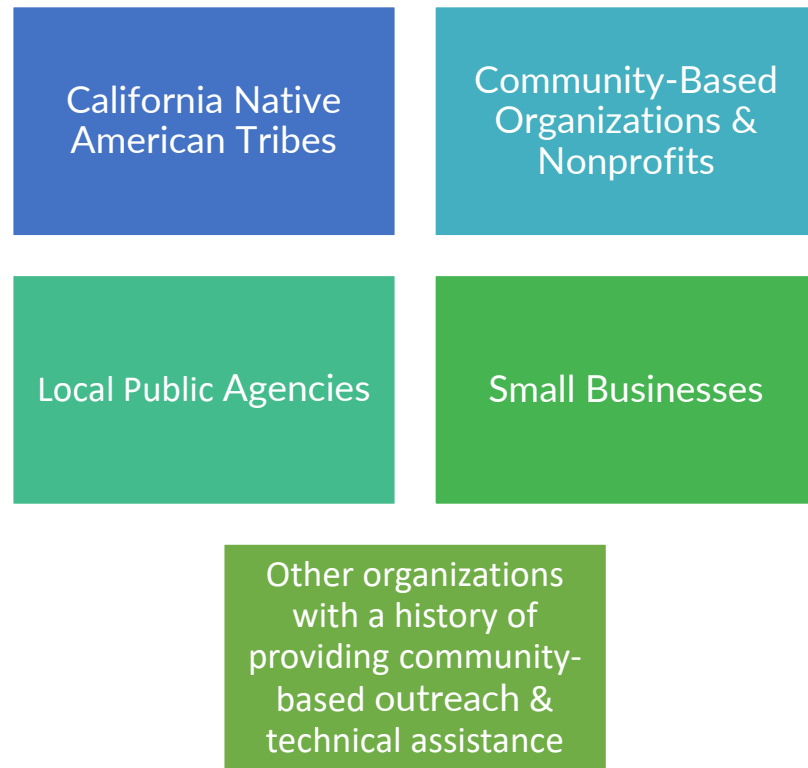 California Native
American Tribes
Community-Based
Organizations &
Nonprofits
Local Public Agencies
Small Businesses
Other organizations
with a history of
providing community-
based outreach &
technical assistance